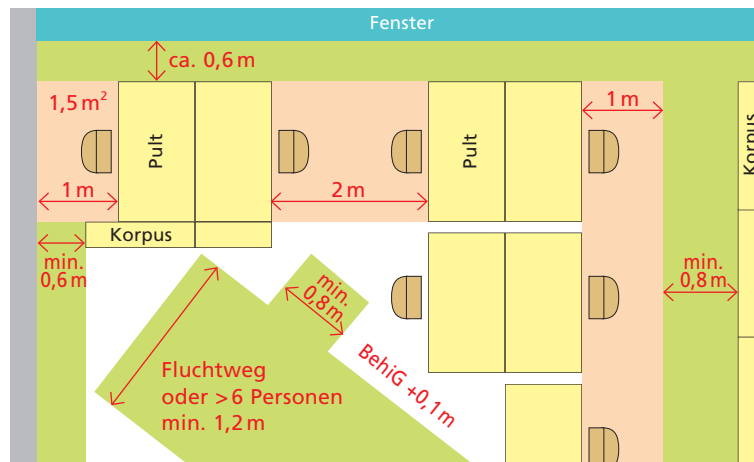 Fenster
ca. 0,6 m
1,5 m²
1 m
Pult
2 m
Pult
1 m
Korpus
Korpus
min.
0,6 m
min.
0,8 m
min.
0,8 m
Fluchtweg
oder >6 Personen
min. 1,2 m
BehiG +0,1 m